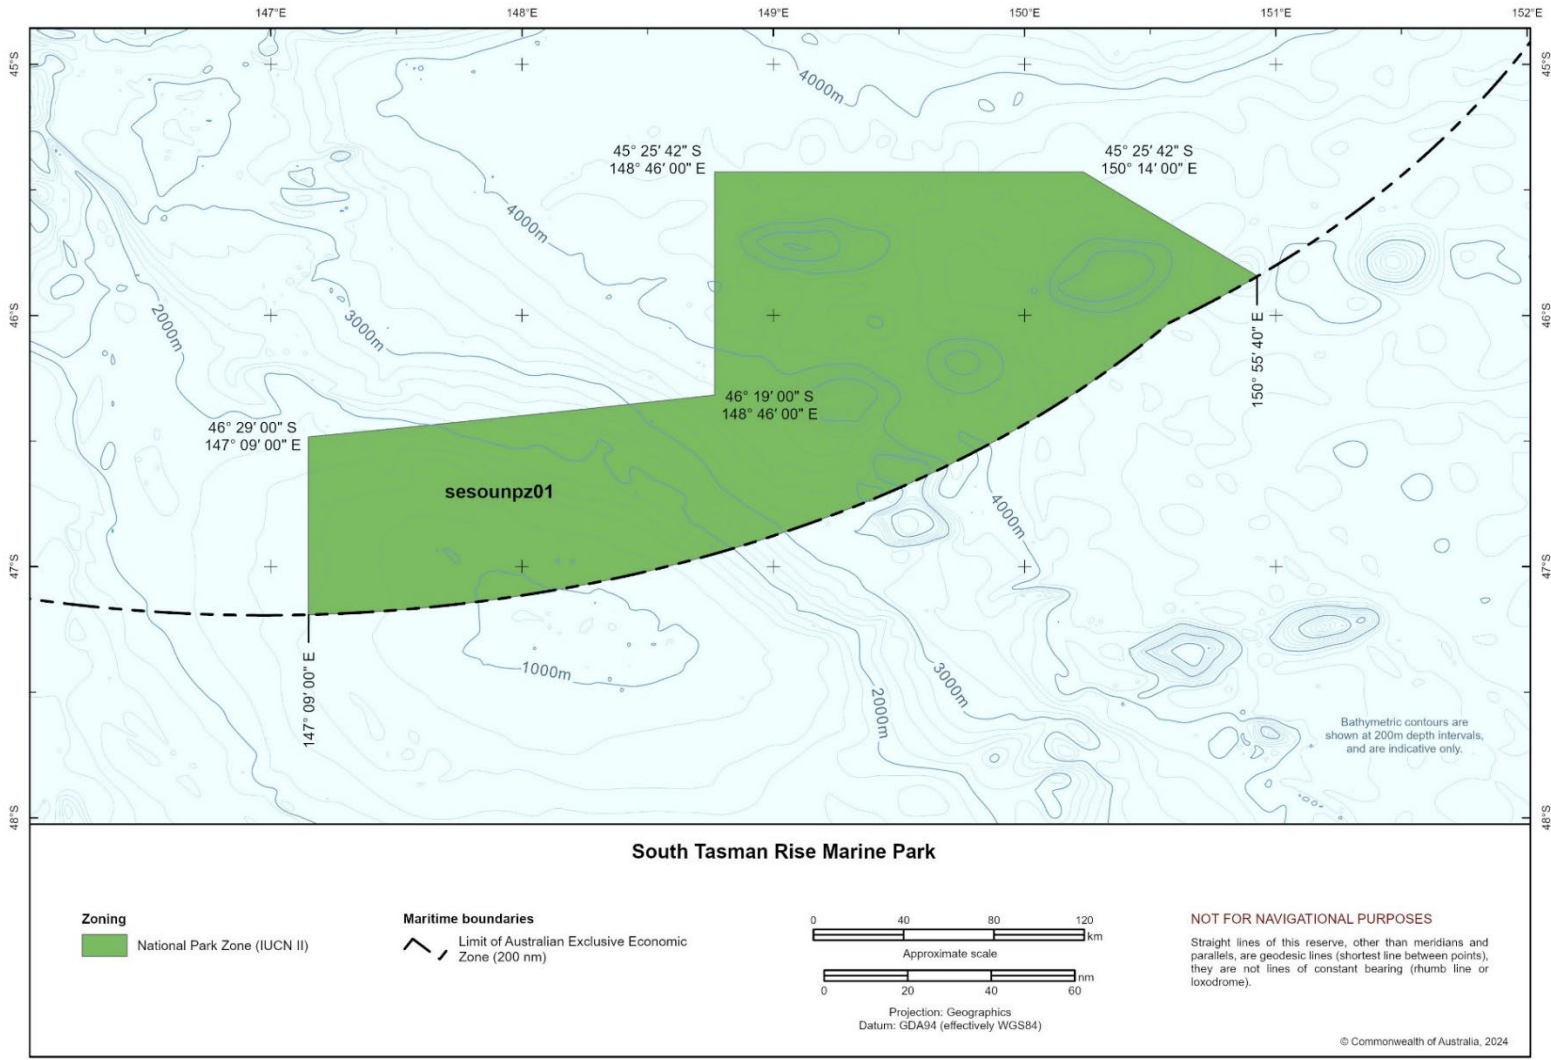 147°E
148°E
149°E
150°E
151°E
152°E
45°S
45°S
4000m
45° 25′ 42" S
148° 46′ 00" E
45° 25′ 42" S
150° 14′ 00" E
4000m
2000m
3000m
46°S
46°S
150° 55′ 40" E
46° 19′ 00" S
148° 46′ 00" E
46° 29′ 00" S
147° 09′ 00" E
sesounpz01
4000m
47°S
47°S
147° 09′ 00" E
1000m
2000m
3000m
Bathymetric contours are
shown at 200m depth intervals,
and are indicative only.
48°S
48°S
South Tasman Rise Marine Park
Zoning
National Park Zone (IUCN II)
Maritime boundaries
Limit of Australian Exclusive Economic
Zone (200 nm)
0 40 80 120
km
Approximate scale
nm
0 20 40 60
Projection: Geographics
Datum: GDA94 (effectively WGS84)
NOT FOR NAVIGATIONAL PURPOSES
Straight lines of this reserve, other than meridians and
parallels, are geodesic lines (shortest line between points),
they are not lines of constant bearing (rhumb line or
loxodrome).
© Commonwealth of Australia, 2024